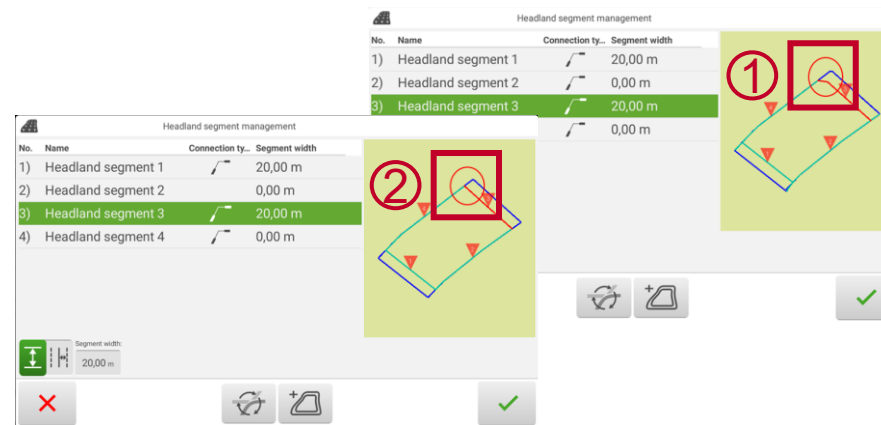 Headland segment management
No. Name Connection ty... Segment width
1) Headland segment 1 20,00 m
2) Headland segment 2 0,00 m
3) Headland segment 3 20,00 m
0,00 m
①
Headland segment management
No. Name Connection ty... Segment width
1) Headland segment 1 20,00 m
2) Headland segment 2 0,00 m
3) Headland segment 3 20,00 m
4) Headland segment 4 0,00 m
②
Segment width:
20,00 m